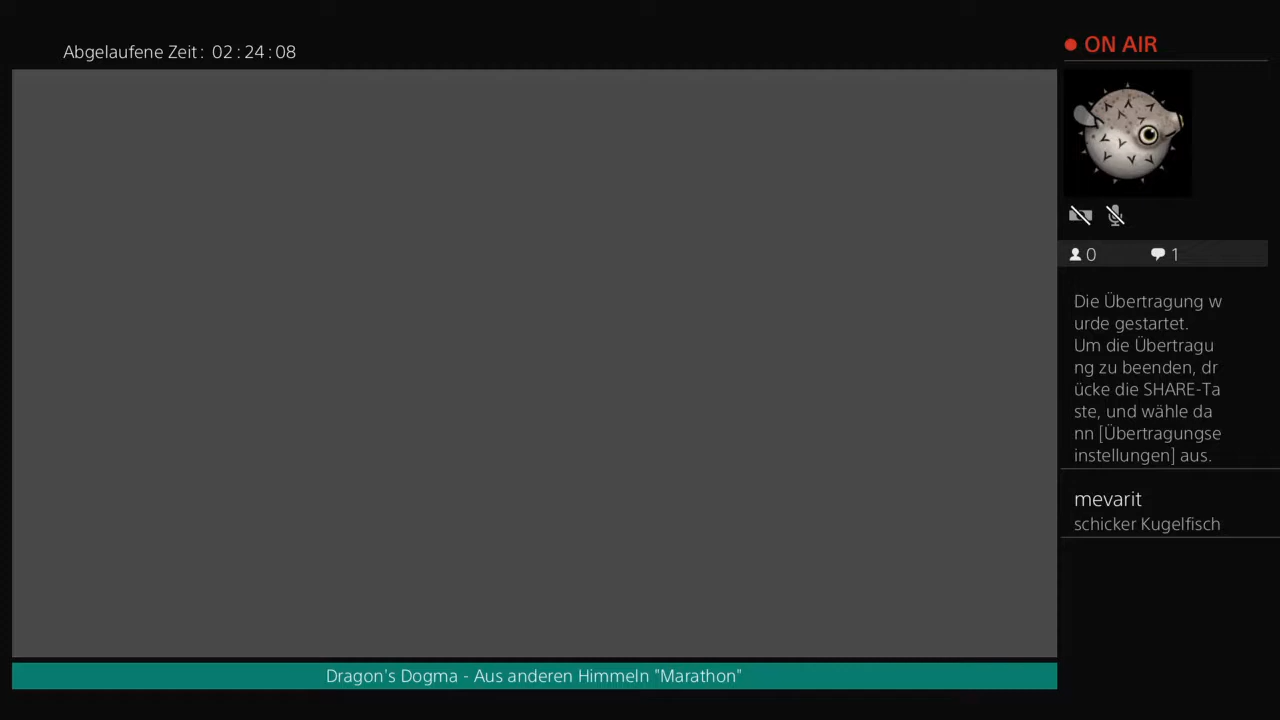 Abgelaufene Zeit: 02:24:08
ON AIR
0 1
Die Übertragung w
urde gestartet.
Um die Übertragu
ng zu beenden, dr
ücke die SHARE-Ta
ste, und wähle da
nn [Übertragungse
instellungen] aus.
mevarit
schicker Kugelfisch
Dragon's Dogma - Aus anderen Himmeln "Marathon"